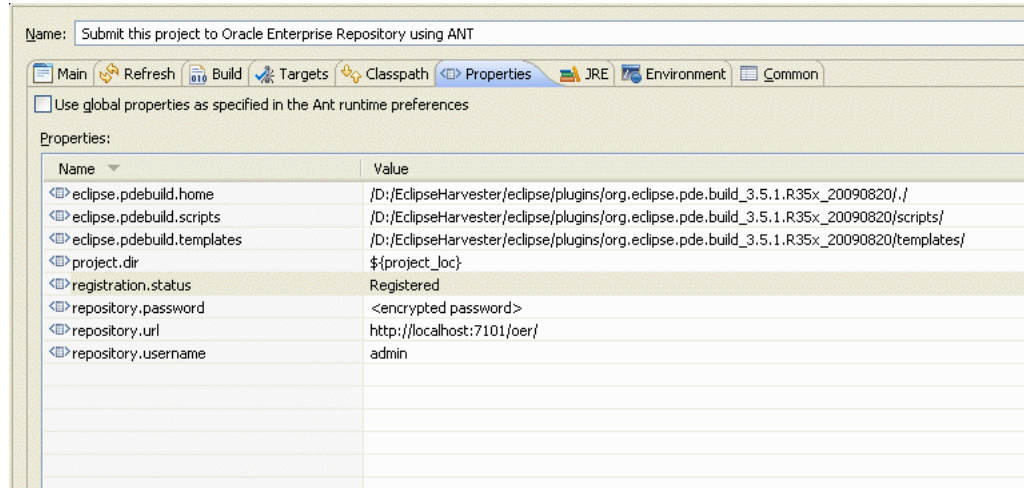 Name: Submit this project to Oracle Enterprise Repository using ANT
Main Refresh Build Targets Classpath Properties JRE Environment Common
Use global properties as specified in the Ant runtime preferences
Properties:
Name Value
eclipse.pdebuild.home /D:/EclipseHarvester/eclipse/plugins/org.eclipse.pde.build_3.5.1.R35x_20090820/./
eclipse.pdebuild.scripts /D:/EclipseHarvester/eclipse/plugins/org.eclipse.pde.build_3.5.1.R35x_20090820/scripts/
eclipse.pdebuild.templates /D:/EclipseHarvester/eclipse/plugins/org.eclipse.pde.build_3.5.1.R35x_20090820/templates/
project.dir ${project_loc}
registration.status Registered
repository.password <encrypted password>
repository.url http://localhost:7101/oer/
repository.username admin